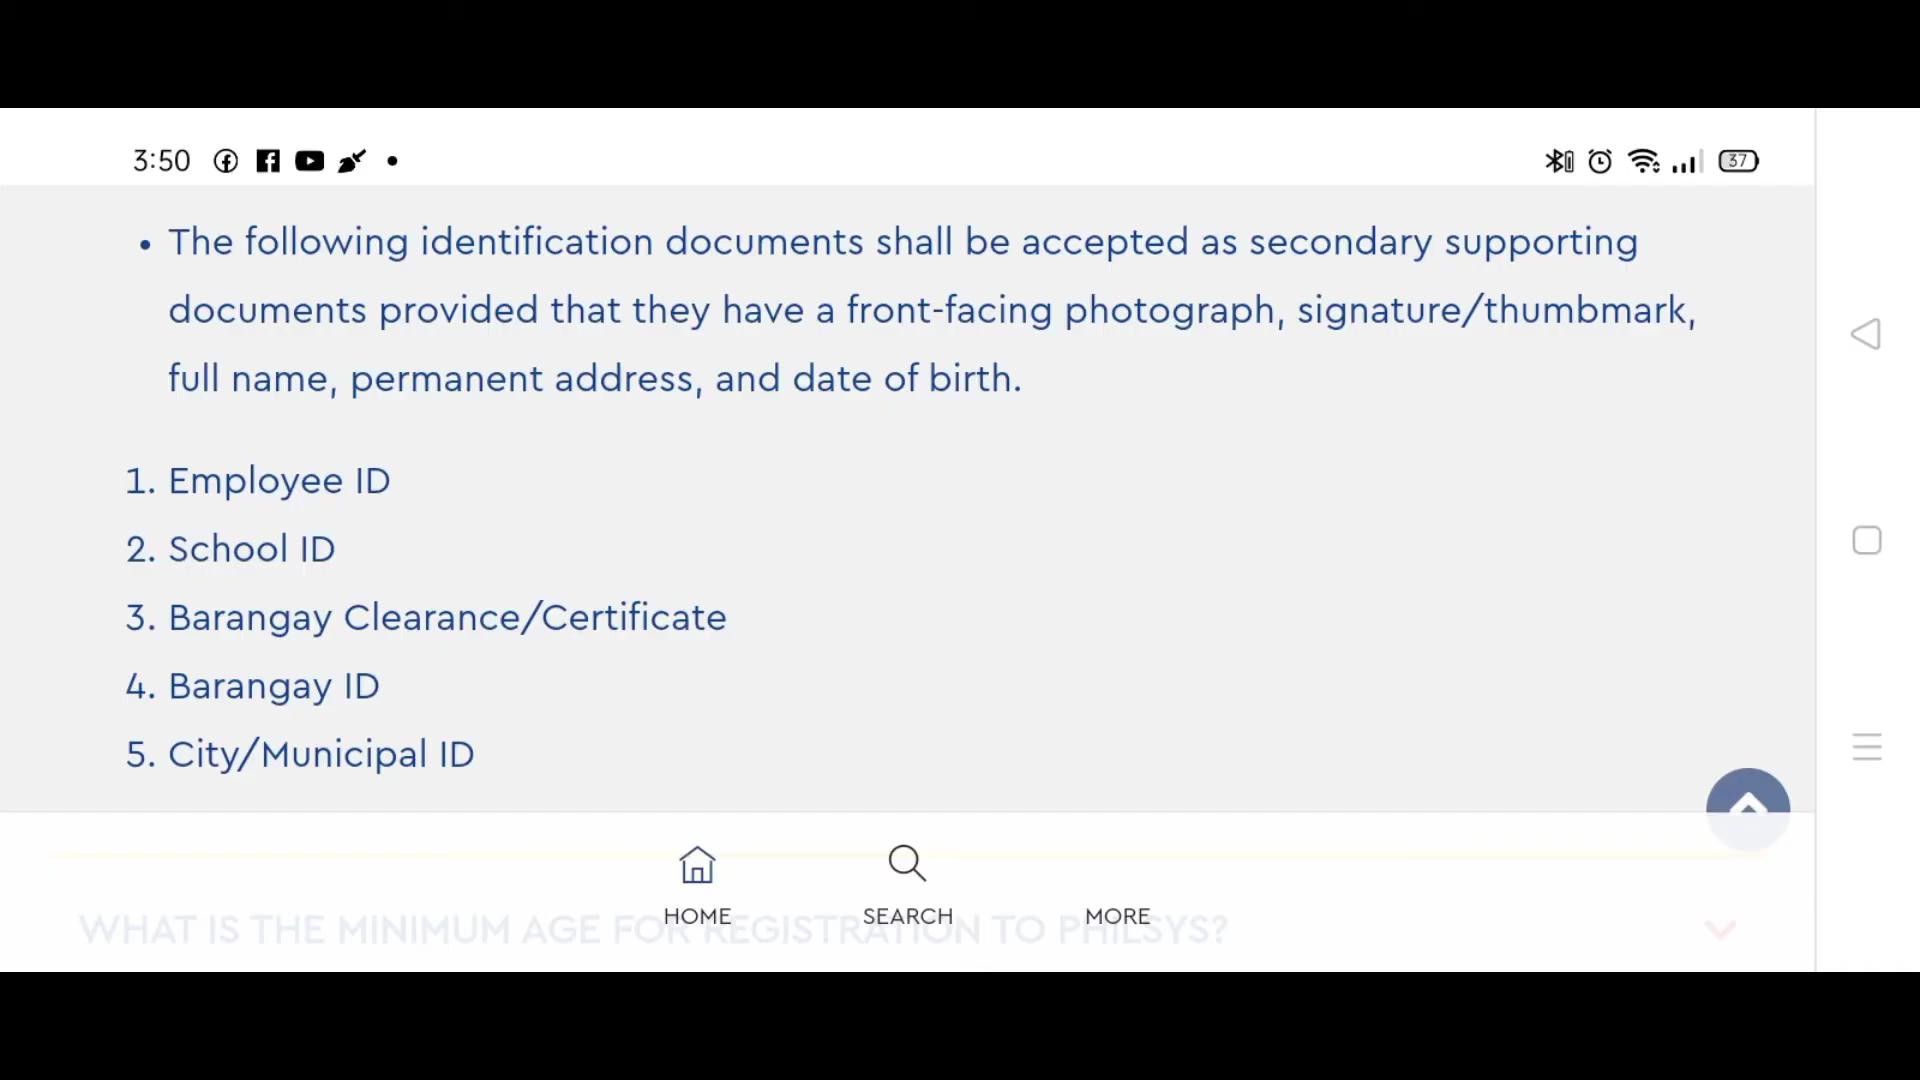 3:50
37
• The following identification documents shall be accepted as secondary supporting
documents provided that they have a front-facing photograph, signature/thumbmark,
full name, permanent address, and date of birth.
1. Employee ID
2. School ID
3. Barangay Clearance/Certificate
4. Barangay ID
5. City/Municipal ID
HOME SEARCH MORE
WHAT IS THE MINIMUM AGE FOR REGISTRATION TO PHILSYS?